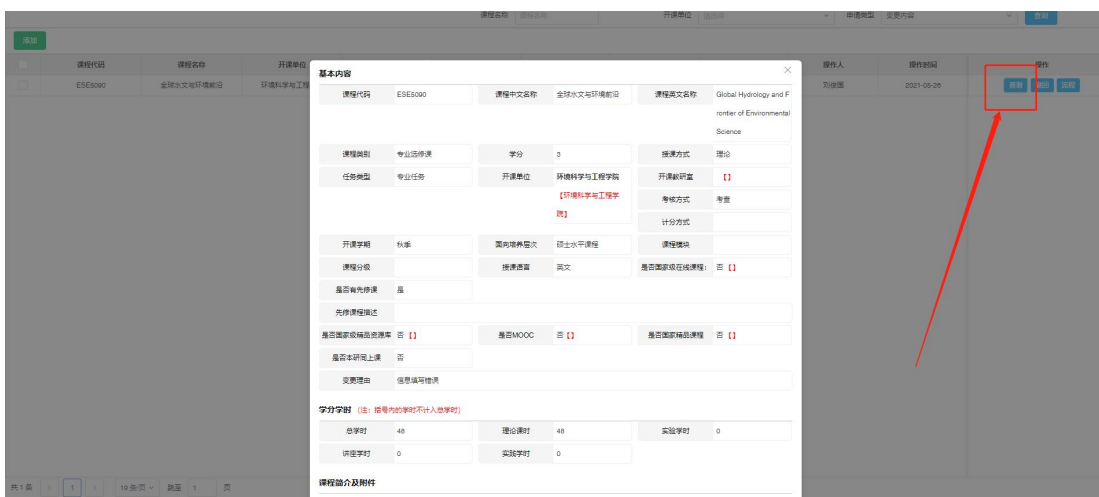 课程名称 课程名称 开课单位 请选择 申请类型 变更内容 查询
添加
课程代码 课程名称 开课单位 操作人 操作时间 操作
ESE5090 全球水文与环境前沿 环境科学与工程 刘俊国 2021-05-26 查看 撤回 流程
基本内容
课程代码 ESE5090 课程中文名称 全球水文与环境前沿 课程英文名称 Global Hydrology and F
rontier of Environmental
Science
课程类别 专业选修课 学分 3 授课方式 理论
任务类型 专业任务 开课单位 环境科学与工程学院 开课教研室 【】
【环境科学与工程学 考核方式 考查
院】 计分方式
开课学期 秋季 面向培养层次 硕士水平课程 课程模块
课程分级 授课语言 英文 是否国家级在线课程: 否【】
是否有先修课 是
先修课程描述
是否国家级精品资源库 否【】 是否MOOC 否【】 是否国家精品课程 否【】
是否本研同上课 否
变更理由 信息填写错误
学分学时 (注: 括号内的学时不计入总学时)
总学时 48 理论课时 48 实验学时 0
讲座学时 0 实践学时 0
课程简介及附件
共1条 1 10条/页 跳至 1 页